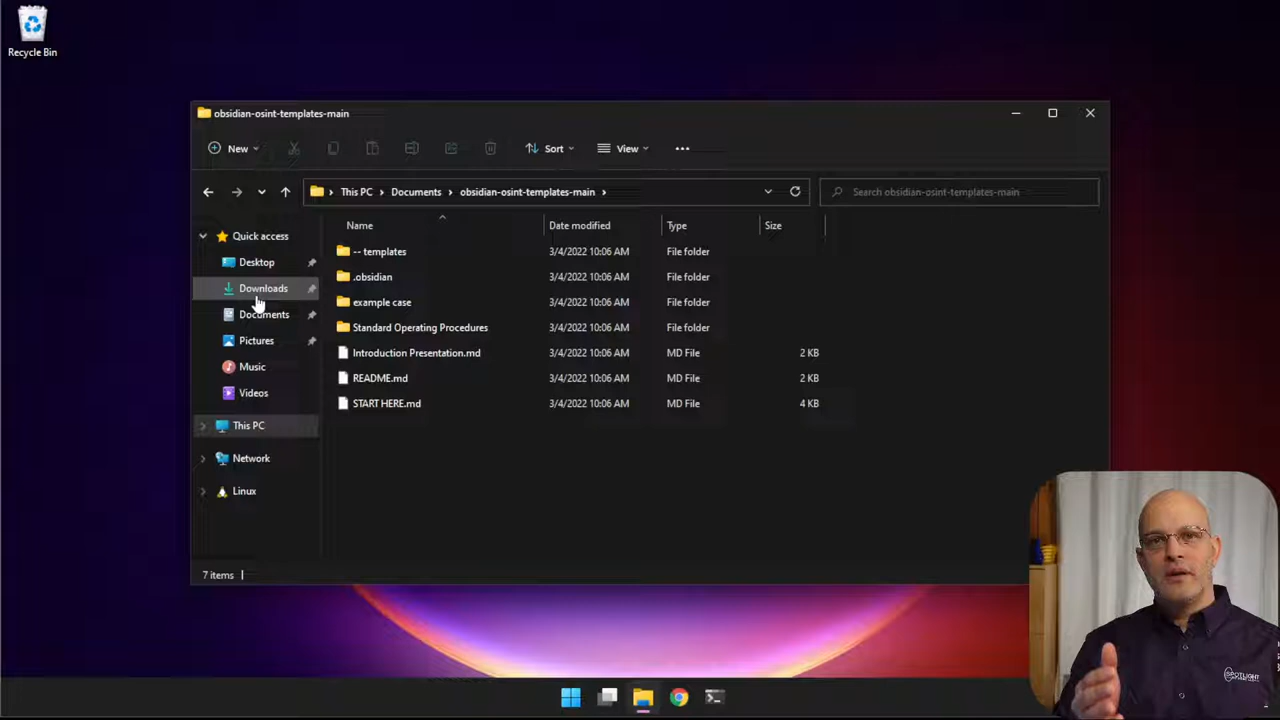 Recycle Bin
obsidian-osint-templates-main
New
Sort
View
This PC
Documents
obsidian-osint-templates-main
Search obsidian-osint-templates-main
Name
Date modified
Type
Size
Quick access
Desktop
Downloads
Documents
Pictures
Music
Videos
This PC
Network
Linux
-- templates 3/4/2022 10:06 AM File folder
.obsidian 3/4/2022 10:06 AM File folder
example case 3/4/2022 10:06 AM File folder
Standard Operating Procedures 3/4/2022 10:06 AM File folder
Introduction Presentation.md 3/4/2022 10:06 AM MD File 2 KB
README.md 3/4/2022 10:06 AM MD File 2 KB
START HERE.md 3/4/2022 10:06 AM MD File 4 KB
7 items
SPOTLIGHT